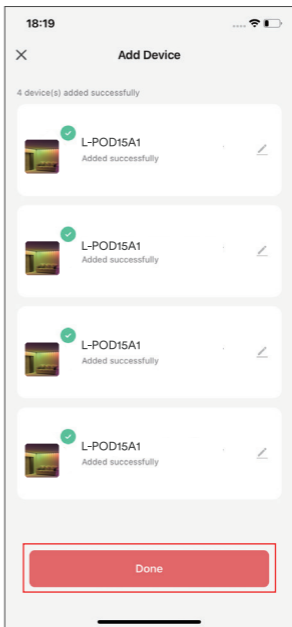 18:19
Add Device
4 device(s) added successfully
L-POD15A1
Added successfully
L-POD15A1
Added successfully
L-POD15A1
Added successfully
L-POD15A1
Added successfully
Done